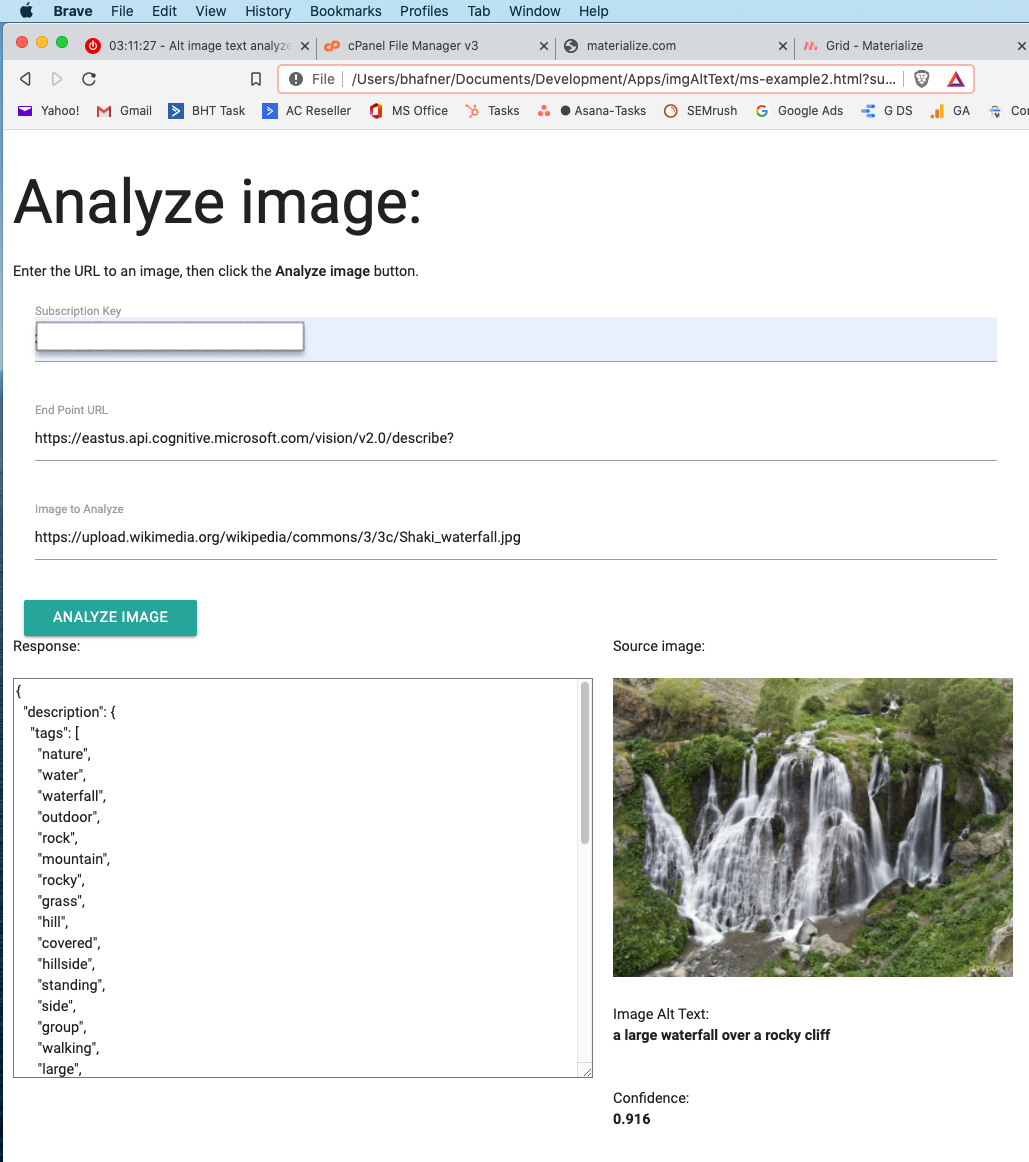 Brave File Edit View History Bookmarks Profiles Tab Window Help
03:11:27 - Alt image text analyze
cPanel File Manager v3
materialize.com
Grid - Materialize
File /Users/bhafner/Documents/Development/Apps/imgAltText/ms-example2.html?su...
Yahoo! Gmail BHT Task AC Reseller MS Office Tasks Asana-Tasks SEMrush Google Ads G DS GA Co
Analyze image:
Enter the URL to an image, then click the Analyze image button.
Subscription Key
End Point URL
https://eastus.api.cognitive.microsoft.com/vision/v2.0/describe?
Image to Analyze
https://upload.wikimedia.org/wikipedia/commons/3/3c/Shaki_waterfall.jpg
ANALYZE IMAGE
Response:
{
"description": {
"tags": [
"nature",
"water",
"waterfall",
"outdoor",
"rock",
"mountain",
"rocky",
"grass",
"hill",
"covered",
"hillside",
"standing",
"side",
"group",
"walking",
"large",
Source image:
Image Alt Text:
a large waterfall over a rocky cliff
Confidence:
0.916